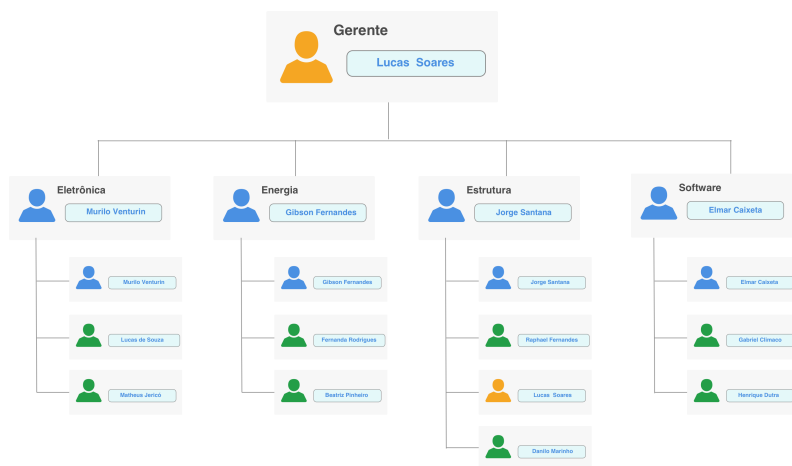 Gerente
Lucas Soares
Eletrônica
Murilo Venturin
Energia
Gibson Fernandes
Estrutura
Jorge Santana
Software
Elmar Caixeta
Murilo Venturin
Lucas de Souza
Matheus Jericó
Gibson Fernandes
Fernanda Rodrigues
Beatriz Pinheiro
Jorge Santana
Raphael Fernandes
Lucas Soares
Danilo Marinho
Elmar Caixeta
Gabriel Climaco
Henrique Dutra